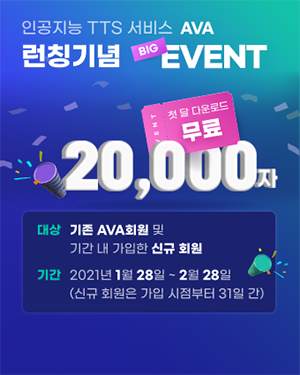 인공지능 TTS 서비스 AVA
런칭기념 BIG EVENT
EVENT
첫 달 다운로드
무료
20,000자
대상 기존 AVA회원 및
기간 내 가입한 신규 회원
기간 2021년 1월 28일 ~ 2월 28일
(신규 회원은 가입 시점부터 31일 간)